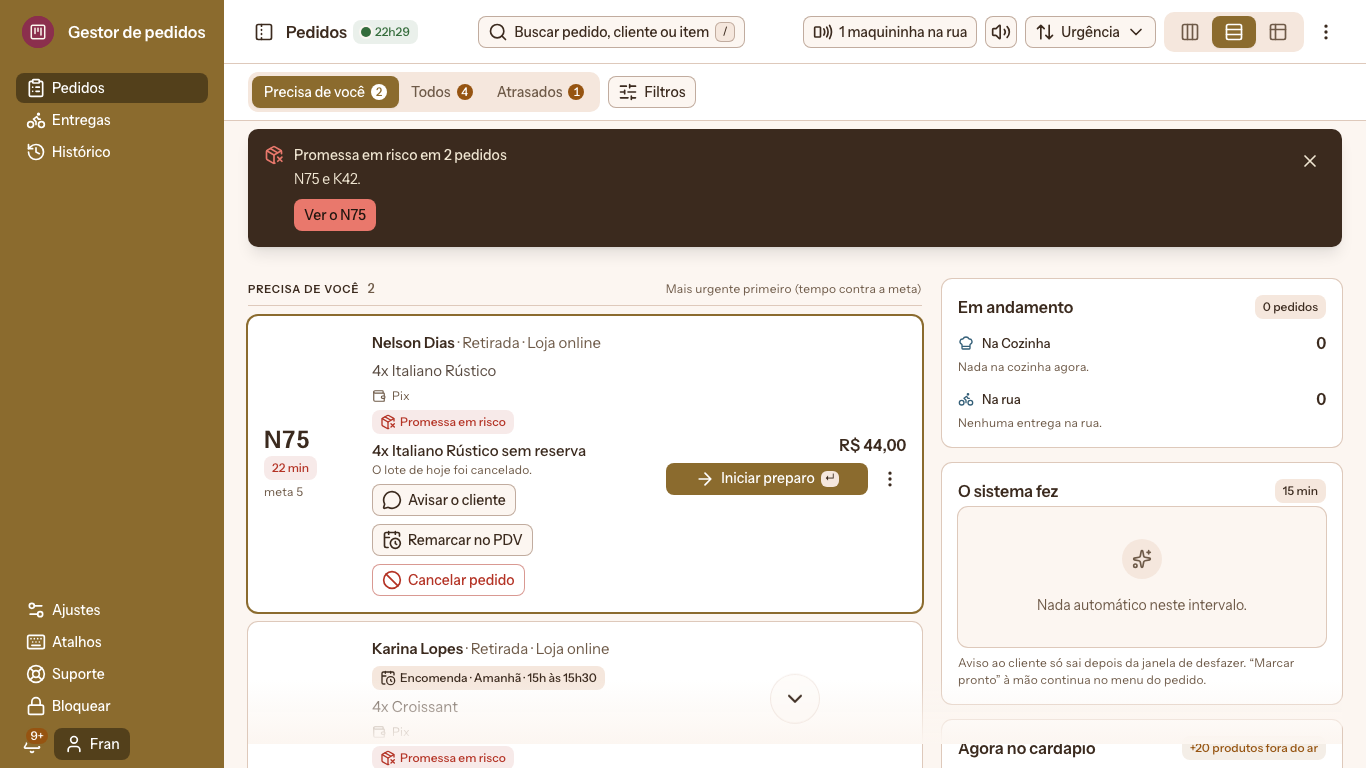 Gestor de pedidos
Pedidos
Entregas
Histórico
Ajustes
Atalhos
Suporte
Bloquear
9+
Fran
Pedidos
22h29
Buscar pedido, cliente ou item /
1 maquininha na rua
Urgência
Precisa de você 2
Todos 4
Atrasados 1
Filtros
Promessa em risco em 2 pedidos
N75 e K42.
Ver o N75
PRECISA DE VOCÊ 2
Mais urgente primeiro (tempo contra a meta)
N75
22 min
meta 5
Nelson Dias · Retirada · Loja online
4x Italiano Rústico
Pix
Promessa em risco
4x Italiano Rústico sem reserva
O lote de hoje foi cancelado.
Avisar o cliente
Remarcar no PDV
Cancelar pedido
R$ 44,00
Iniciar preparo
Karina Lopes · Retirada · Loja online
Encomenda · Amanhã · 15h às 15h30
4x Croissant
Pix
Promessa em risco
Em andamento
0 pedidos
Na Cozinha 0
Nada na cozinha agora.
Na rua 0
Nenhuma entrega na rua.
O sistema fez
15 min
Nada automático neste intervalo.
Aviso ao cliente só sai depois da janela de desfazer. “Marcar
pronto” à mão continua no menu do pedido.
Agora no cardápio
+20 produtos fora do ar